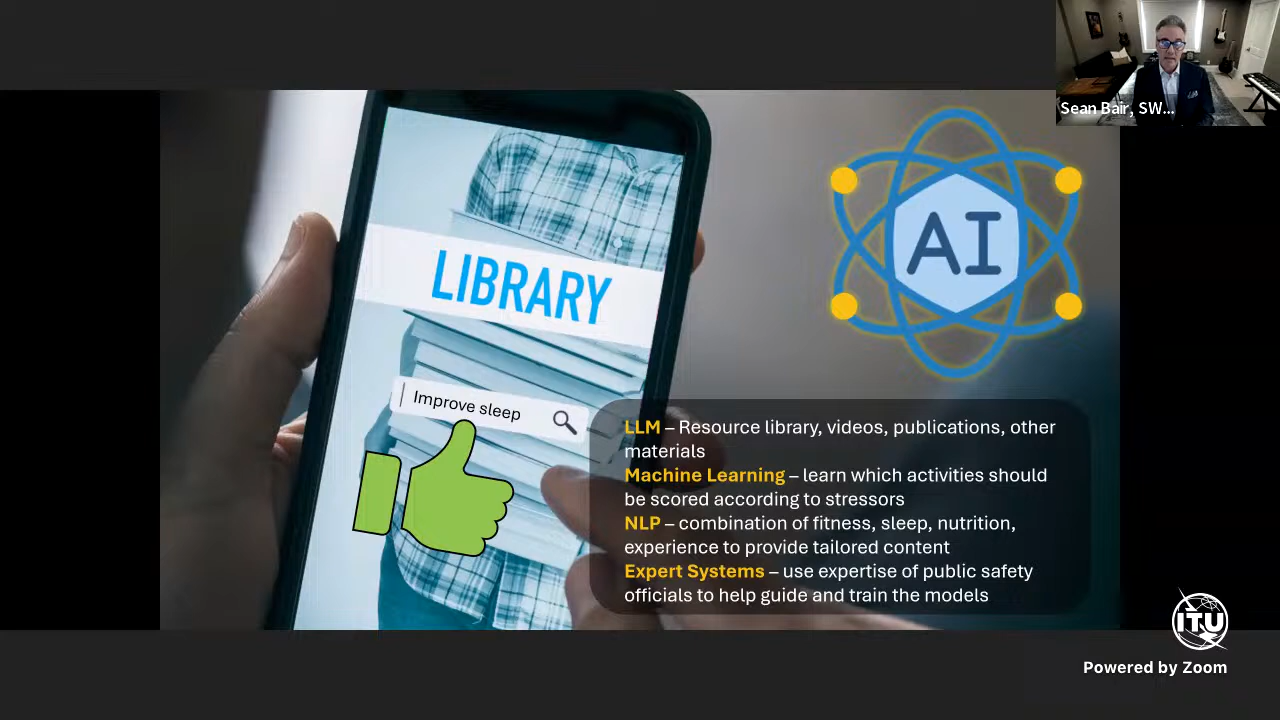 Sean Bair, SW...
AI
LIBRARY
Improve sleep
LLM – Resource library, videos, publications, other
materials
Machine Learning – learn which activities should
be scored according to stressors
NLP – combination of fitness, sleep, nutrition,
experience to provide tailored content
Expert Systems – use expertise of public safety
officials to help guide and train the models
ITU
Powered by Zoom